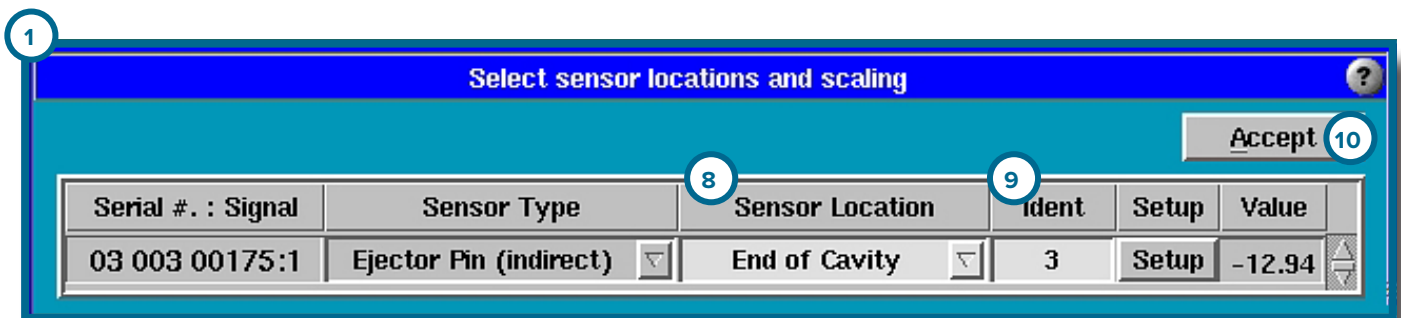 1
Select sensor locations and scaling ?
Accept 10
8 9
Serial #. : Signal Sensor Type Sensor Location Ident Setup Value
03 003 00175:1 Ejector Pin (indirect) End of Cavity 3 Setup -12.94